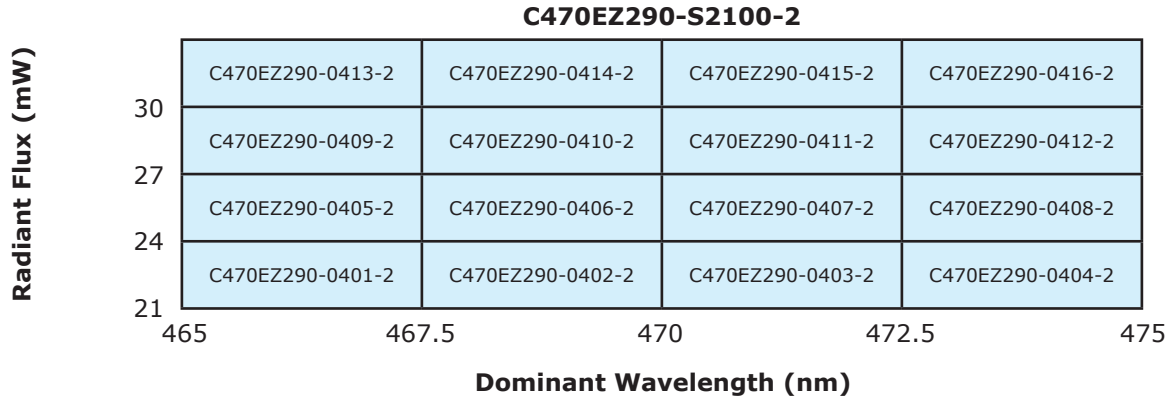 C470EZ290-S2100-2
Radiant Flux (mW)
C470EZ290-0413-2 C470EZ290-0414-2 C470EZ290-0415-2 C470EZ290-0416-2
30
C470EZ290-0409-2 C470EZ290-0410-2 C470EZ290-0411-2 C470EZ290-0412-2
27
C470EZ290-0405-2 C470EZ290-0406-2 C470EZ290-0407-2 C470EZ290-0408-2
24
C470EZ290-0401-2 C470EZ290-0402-2 C470EZ290-0403-2 C470EZ290-0404-2
21
465 467.5 470 472.5 475
Dominant Wavelength (nm)